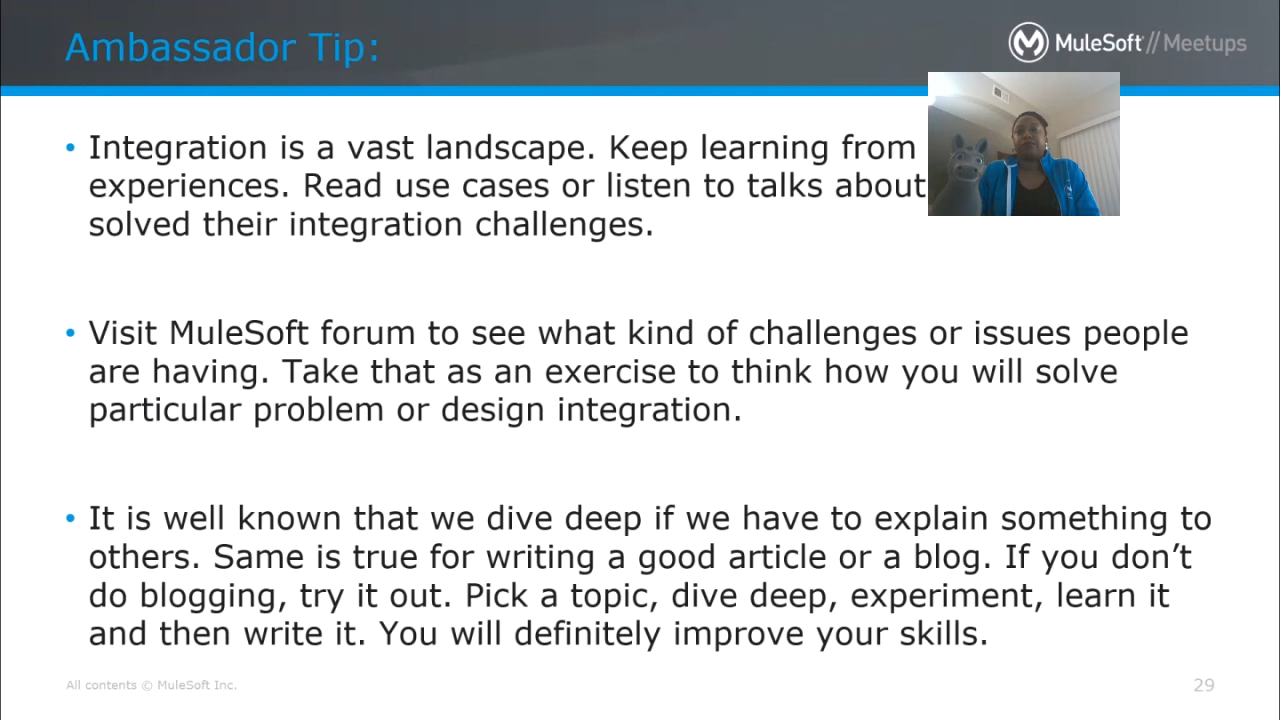 Ambassador Tip:
MuleSoft // Meetups
• Integration is a vast landscape. Keep learning from
experiences. Read use cases or listen to talks about
solved their integration challenges.
• Visit MuleSoft forum to see what kind of challenges or issues people
are having. Take that as an exercise to think how you will solve
particular problem or design integration.
• It is well known that we dive deep if we have to explain something to
others. Same is true for writing a good article or a blog. If you don’t
do blogging, try it out. Pick a topic, dive deep, experiment, learn it
and then write it. You will definitely improve your skills.
All contents © MuleSoft Inc.
29